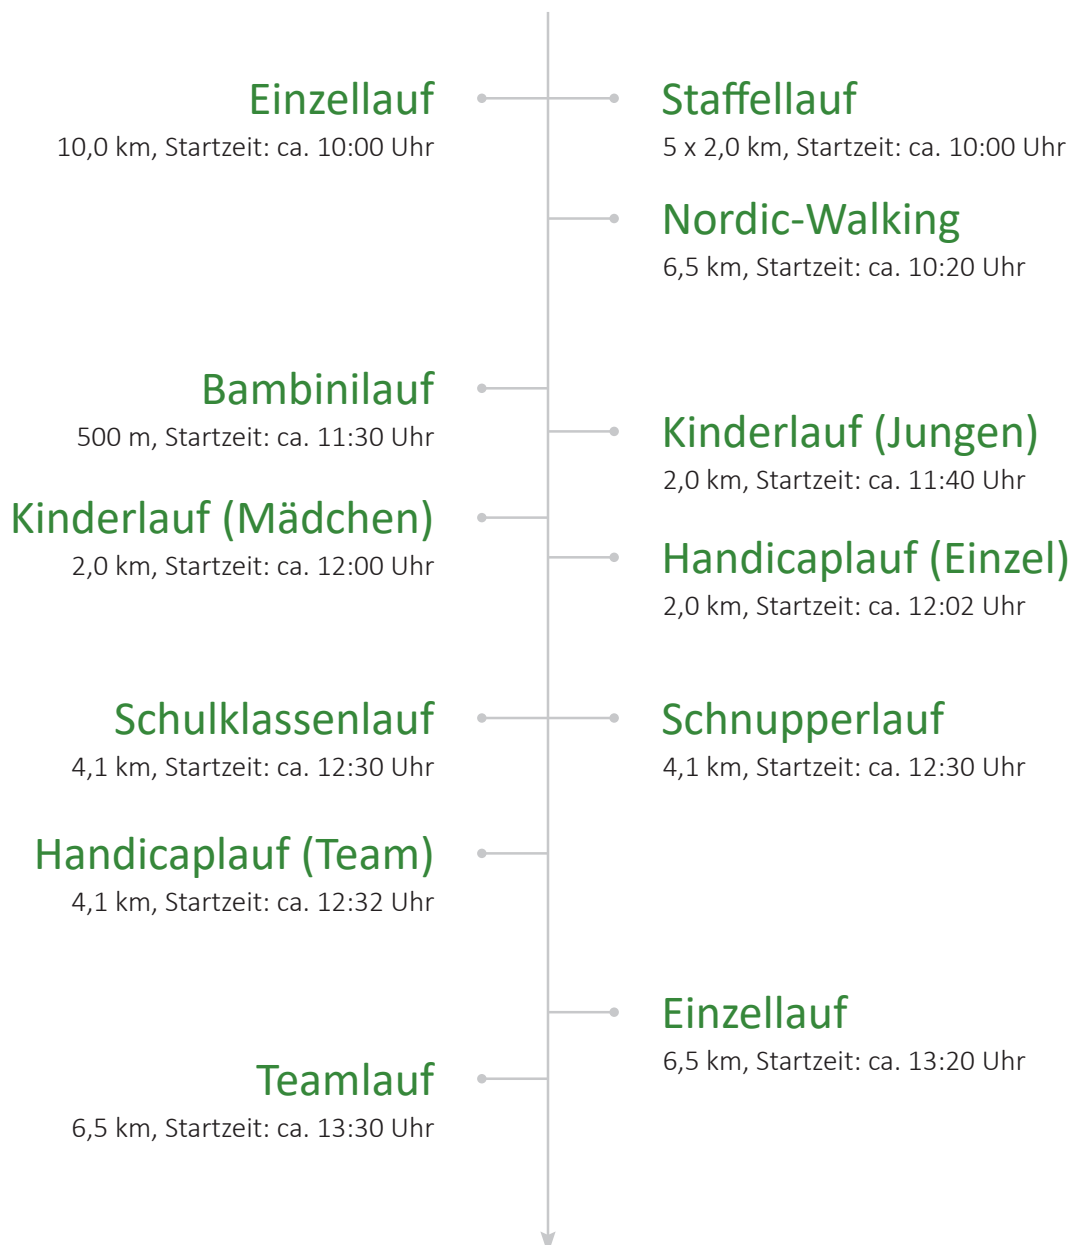 Einzellauf
10,0 km, Startzeit: ca. 10:00 Uhr
Staffellauf
5 x 2,0 km, Startzeit: ca. 10:00 Uhr
Nordic-Walking
6,5 km, Startzeit: ca. 10:20 Uhr
Bambinilauf
500 m, Startzeit: ca. 11:30 Uhr
Kinderlauf (Jungen)
2,0 km, Startzeit: ca. 11:40 Uhr
Kinderlauf (Mädchen)
2,0 km, Startzeit: ca. 12:00 Uhr
Handicaplauf (Einzel)
2,0 km, Startzeit: ca. 12:02 Uhr
Schulklassenlauf
4,1 km, Startzeit: ca. 12:30 Uhr
Schnupperlauf
4,1 km, Startzeit: ca. 12:30 Uhr
Handicaplauf (Team)
4,1 km, Startzeit: ca. 12:32 Uhr
Einzellauf
6,5 km, Startzeit: ca. 13:20 Uhr
Teamlauf
6,5 km, Startzeit: ca. 13:30 Uhr